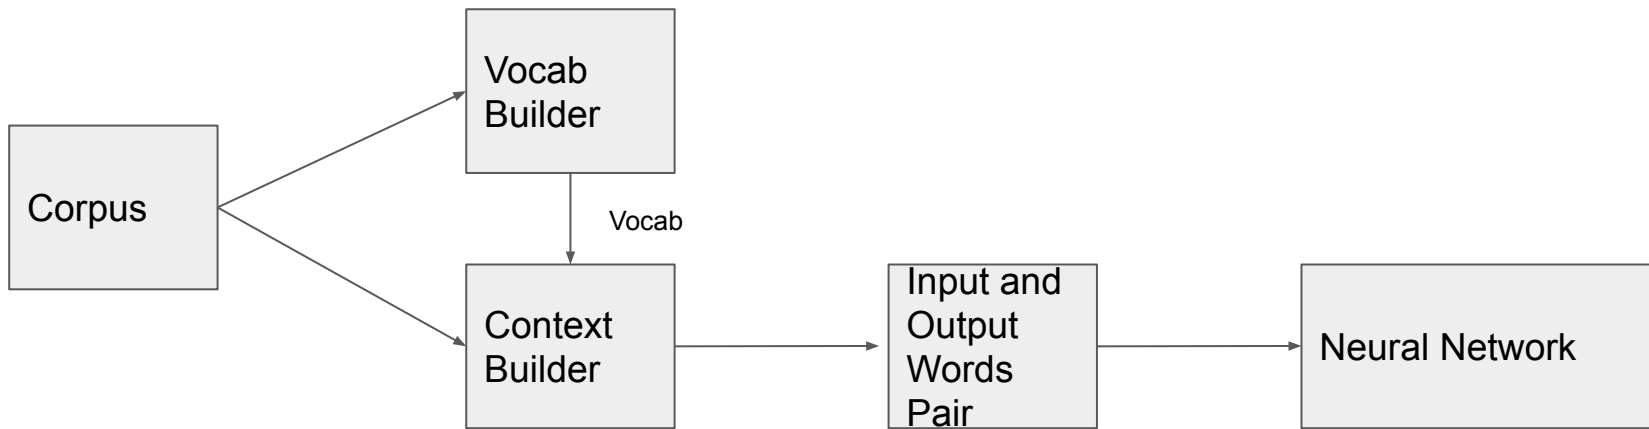 Corpus
Vocab
Builder
Vocab
Context
Builder
Input and
Output
Words
Pair
Neural Network